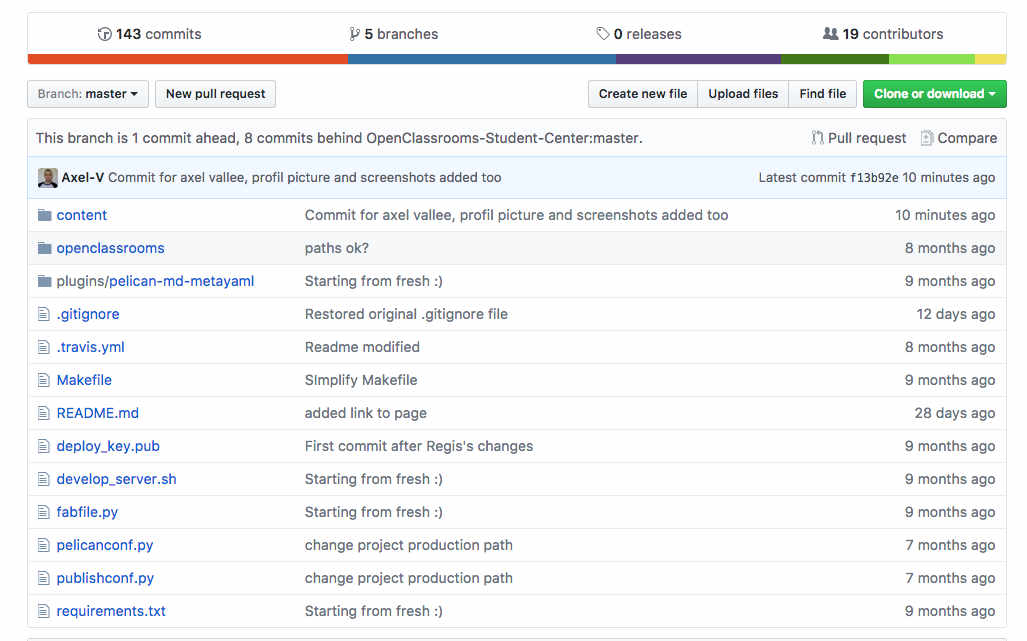 143 commits 5 branches 0 releases 19 contributors
Branch: master New pull request Create new file Upload files Find file Clone or download
This branch is 1 commit ahead, 8 commits behind OpenClassrooms-Student-Center:master. Pull request Compare
Axel-V Commit for axel vallee, profil picture and screenshots added too Latest commit f13b92e 10 minutes ago
content Commit for axel vallee, profil picture and screenshots added too 10 minutes ago
openclassrooms paths ok? 8 months ago
plugins/pelican-md-metayaml Starting from fresh :) 9 months ago
.gitignore Restored original .gitignore file 12 days ago
.travis.yml Readme modified 8 months ago
Makefile SImplify Makefile 9 months ago
README.md added link to page 28 days ago
deploy_key.pub First commit after Regis's changes 9 months ago
develop_server.sh Starting from fresh :) 9 months ago
fabfile.py Starting from fresh :) 9 months ago
pelicanconf.py change project production path 7 months ago
publishconf.py change project production path 7 months ago
requirements.txt Starting from fresh :) 9 months ago